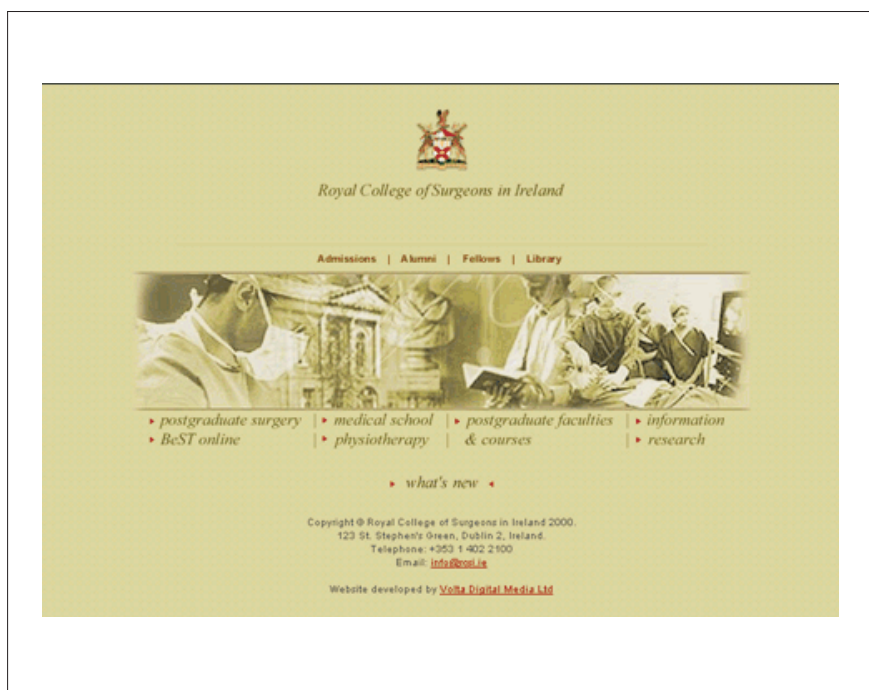 Royal College of Surgeons in Ireland
Admissions | Alumni | Fellows | Library
postgraduate surgery | medical school | postgraduate faculties | information
BeST online | physiotherapy | & courses | research
what's new
Copyright © Royal College of Surgeons in Ireland 2000.
123 St. Stephen's Green, Dublin 2, Ireland.
Telephone: +353 1 402 2100
Email: info@rcsi.ie
Website developed by Volta Digital Media Ltd